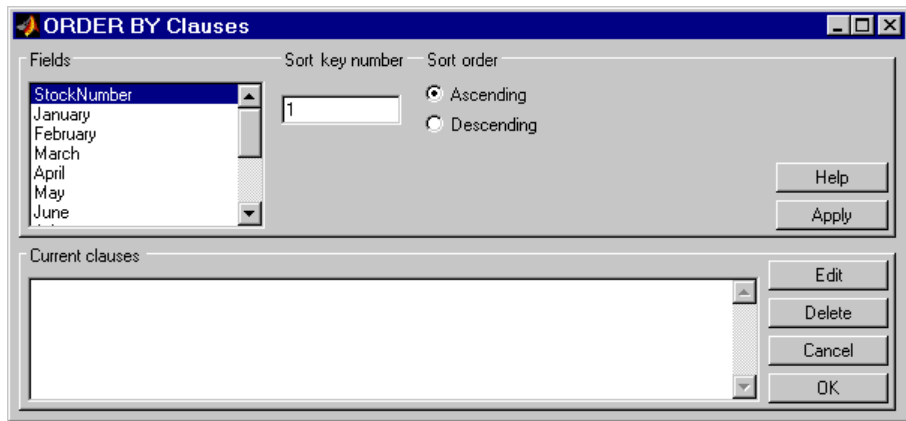 ORDER BY Clauses
Fields
Sort key number
Sort order
StockNumber
January
February
March
April
May
June
1
Ascending
Descending
Help
Apply
Current clauses
Edit
Delete
Cancel
OK